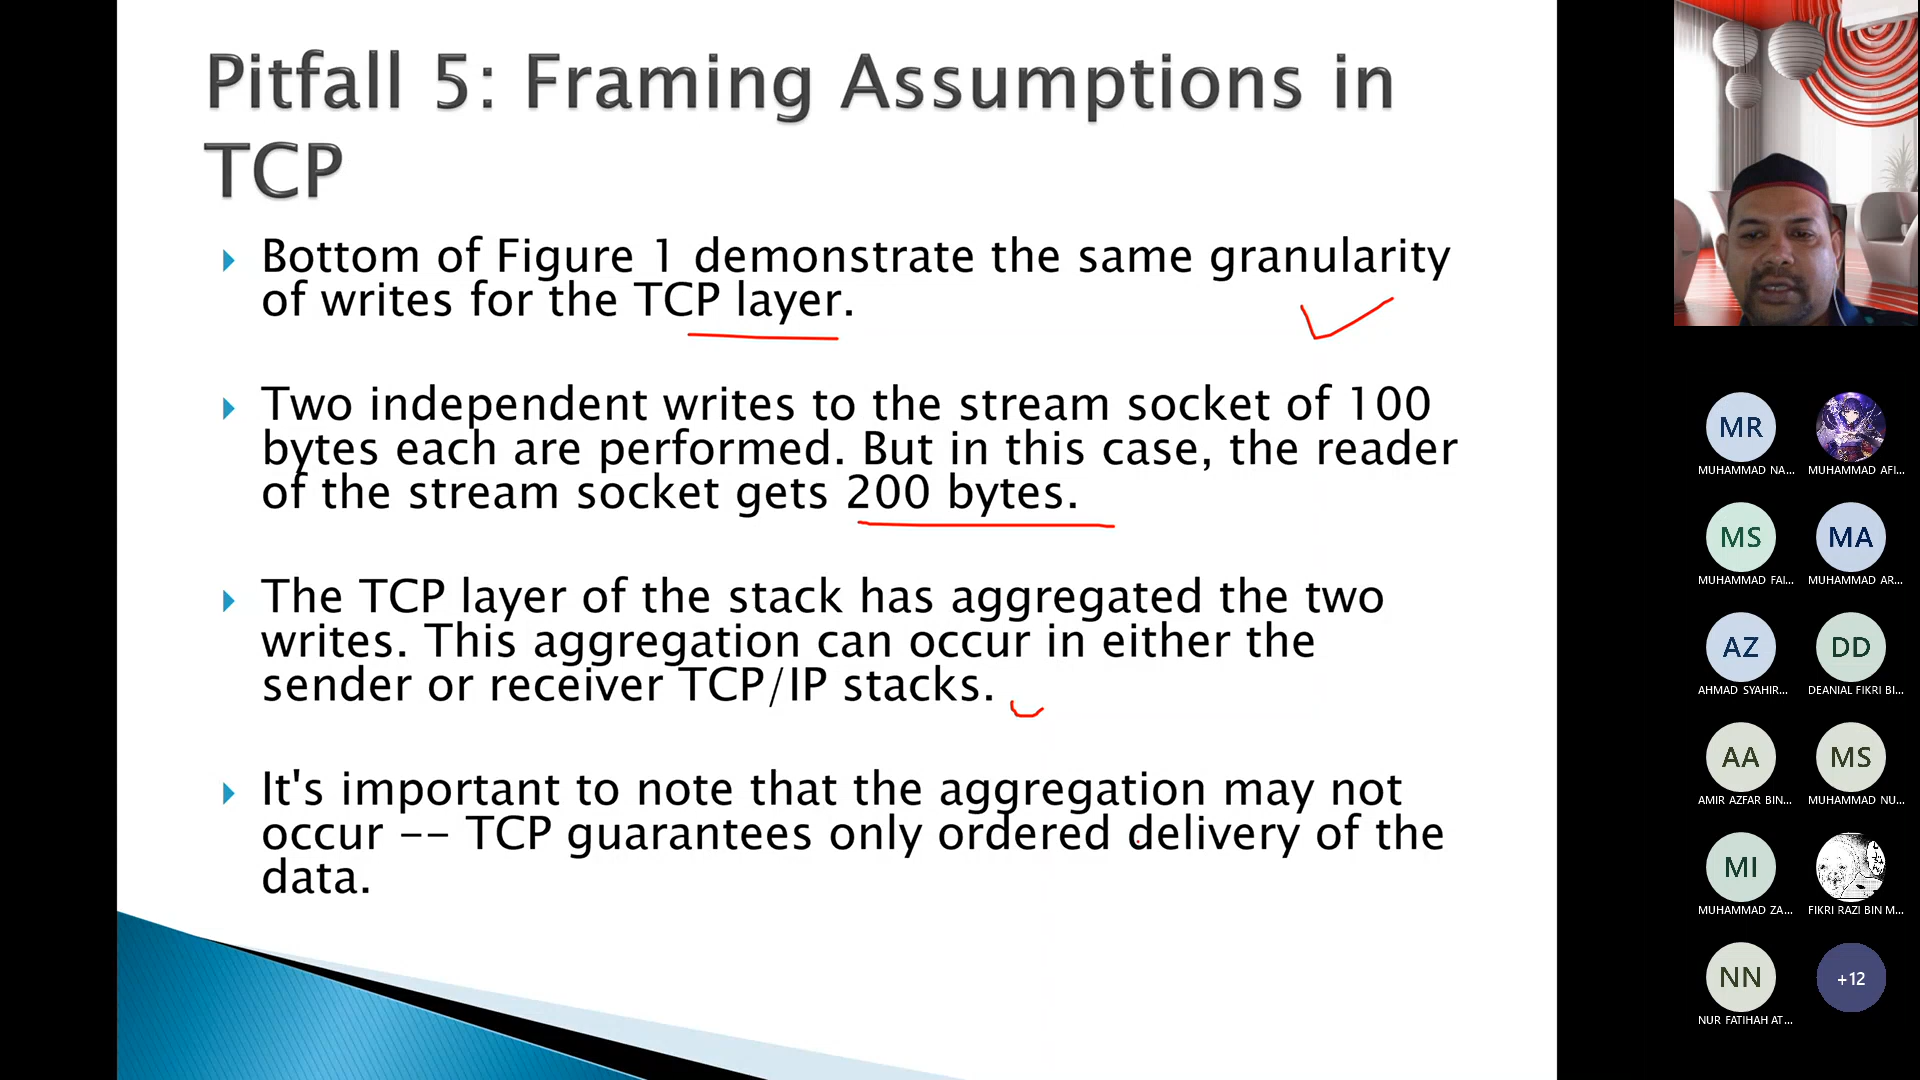 Pitfall 5: Framing Assumptions in
TCP
Bottom of Figure 1 demonstrate the same granularity
of writes for the TCP layer.
Two independent writes to the stream socket of 100
bytes each are performed. But in this case, the reader
of the stream socket gets 200 bytes.
The TCP layer of the stack has aggregated the two
writes. This aggregation can occur in either the
sender or receiver TCP/IP stacks.
It's important to note that the aggregation may not
occur -- TCP guarantees only ordered delivery of the
data.
MR
MUHAMMAD NA...
MUHAMMAD AFI...
MS
MUHAMMAD FAI...
MA
MUHAMMAD AR...
AZ
AHMAD SYAHIR...
DD
DEANIAL FIKRI BI...
AA
AMIR AZFAR BIN...
MS
MUHAMMAD NU...
MI
MUHAMMAD ZA...
FIKRI RAZI BIN M...
NN
NUR FATIHAH AT...
+12